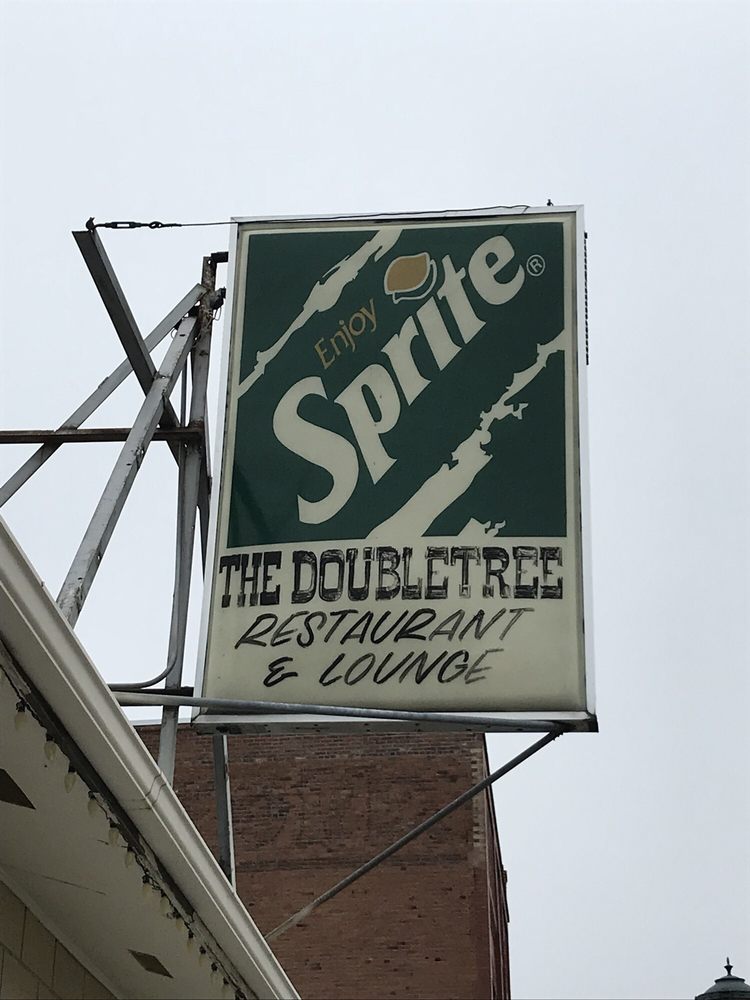 Enjoy
Sprite®
THE DOUBLETREE
RESTAURANT
& LOUNGE